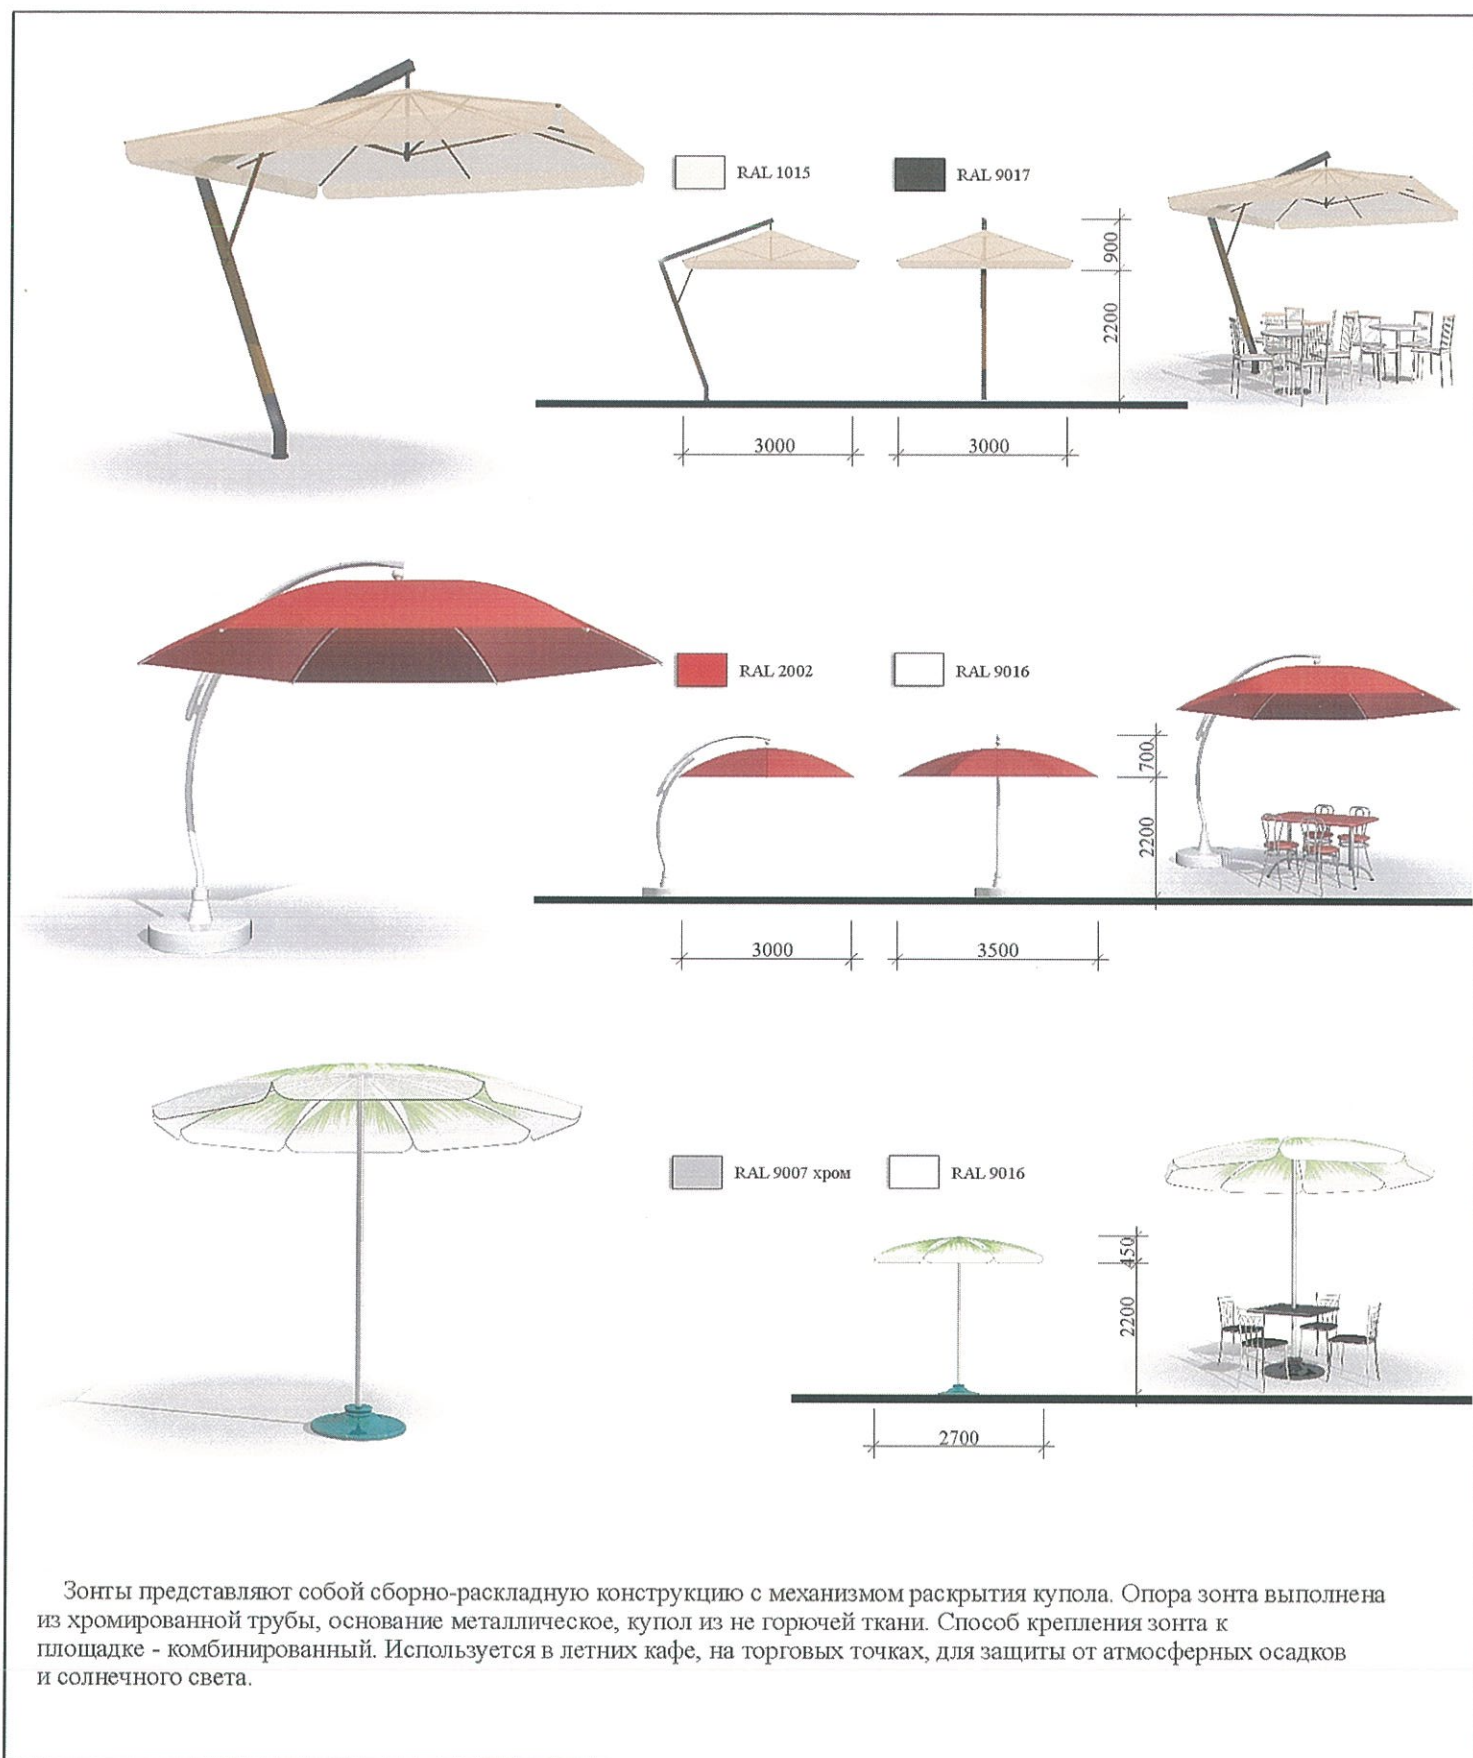 RAL 1015
RAL 9017
900
2200
3000
3000
RAL 2002
RAL 9016
700
2200
3000
3500
RAL 9007 хром
RAL 9016
450
2200
2700
Зонты представляют собой сборно-раскладную конструкцию с механизмом раскрытия купола. Опора зонта выполнена
из хромированной трубы, основание металлическое, купол из не горючей ткани. Способ крепления зонта к
площадке - комбинированный. Используется в летних кафе, на торговых точках, для защиты от атмосферных осадков
и солнечного света.